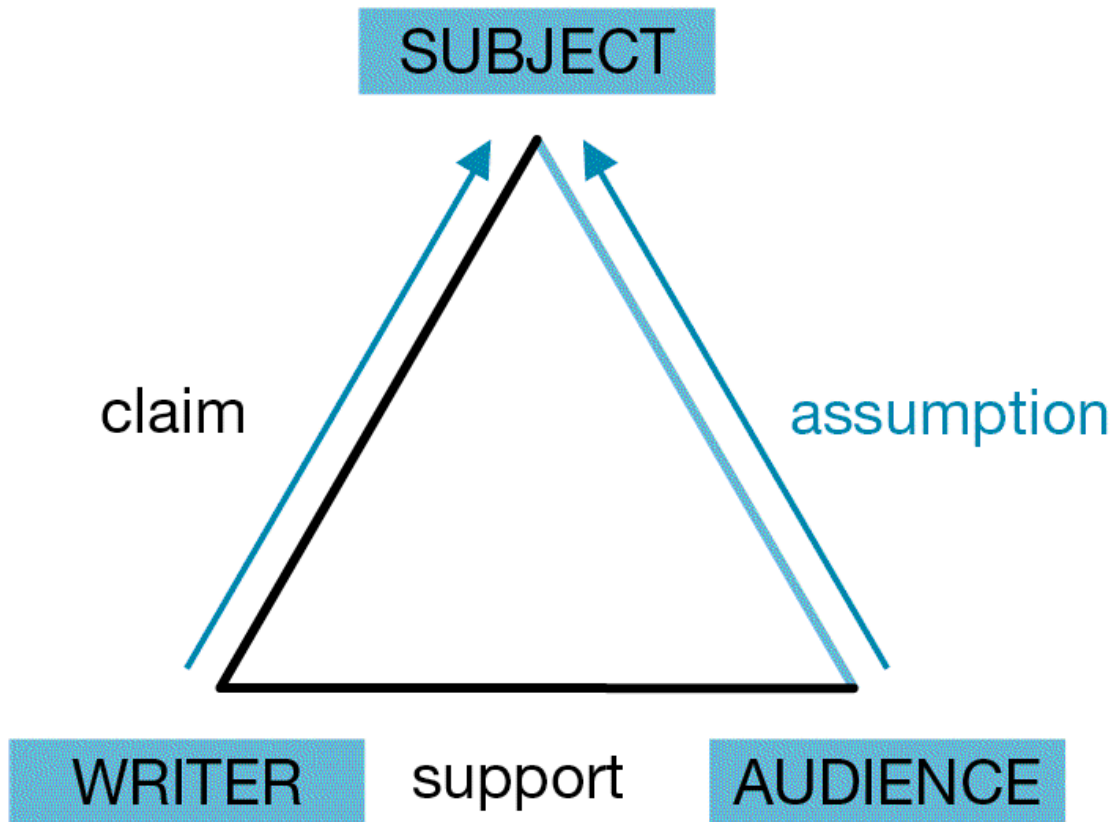 SUBJECT
claim
assumption
WRITER
support
AUDIENCE